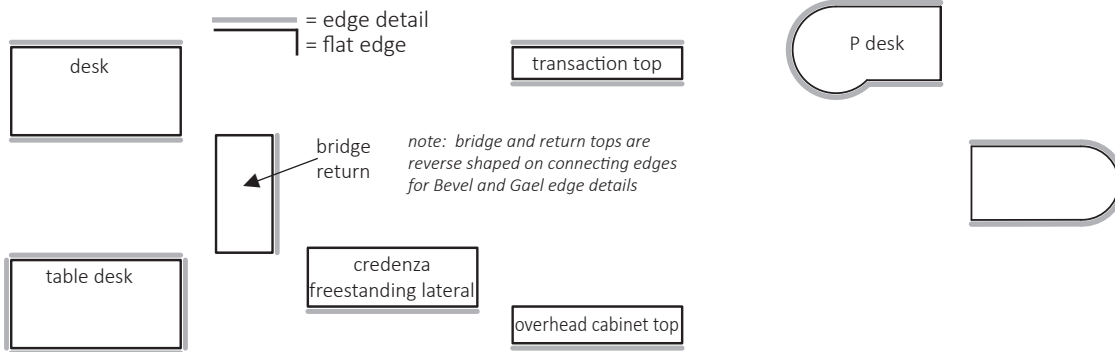 = edge detail
= flat edge
desk
transaction top
P desk
bridge
return
note:  bridge and return tops are
reverse shaped on connecting edges
for Bevel and Gael edge details
table desk
credenza
freestanding lateral
overhead cabinet top